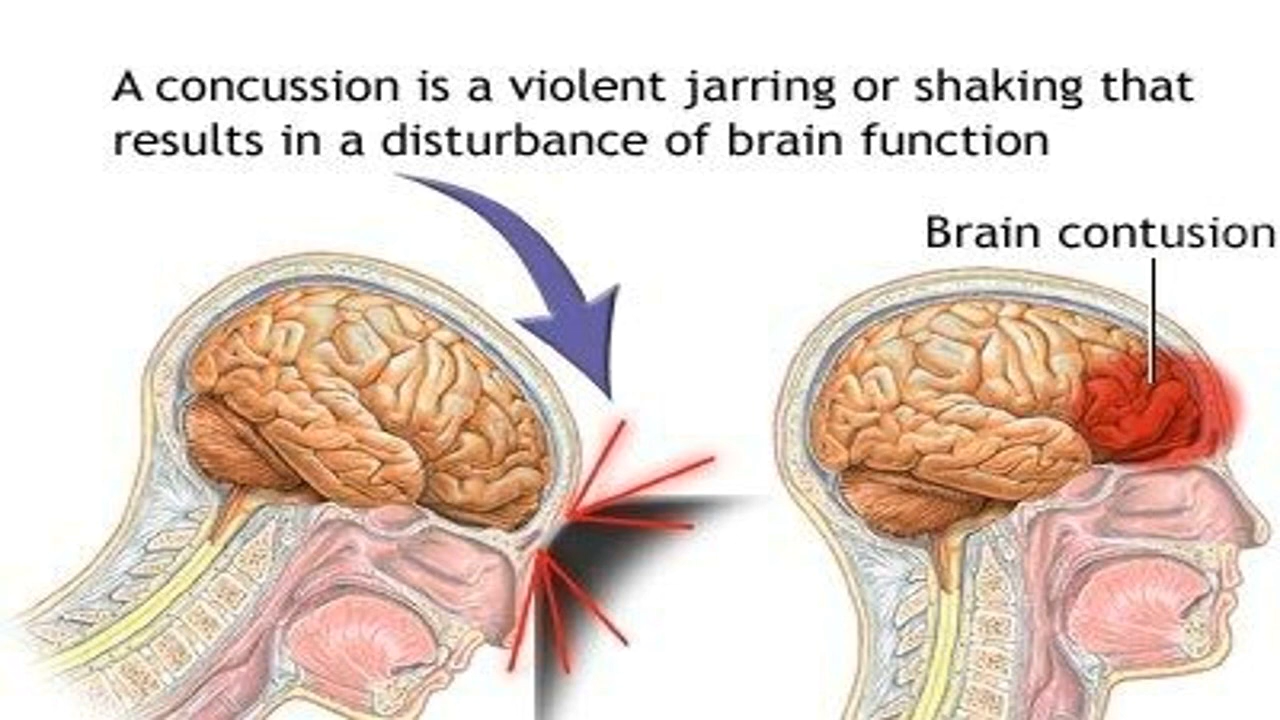 A concussion is a violent jarring or shaking that
results in a disturbance of brain function
Brain contusion